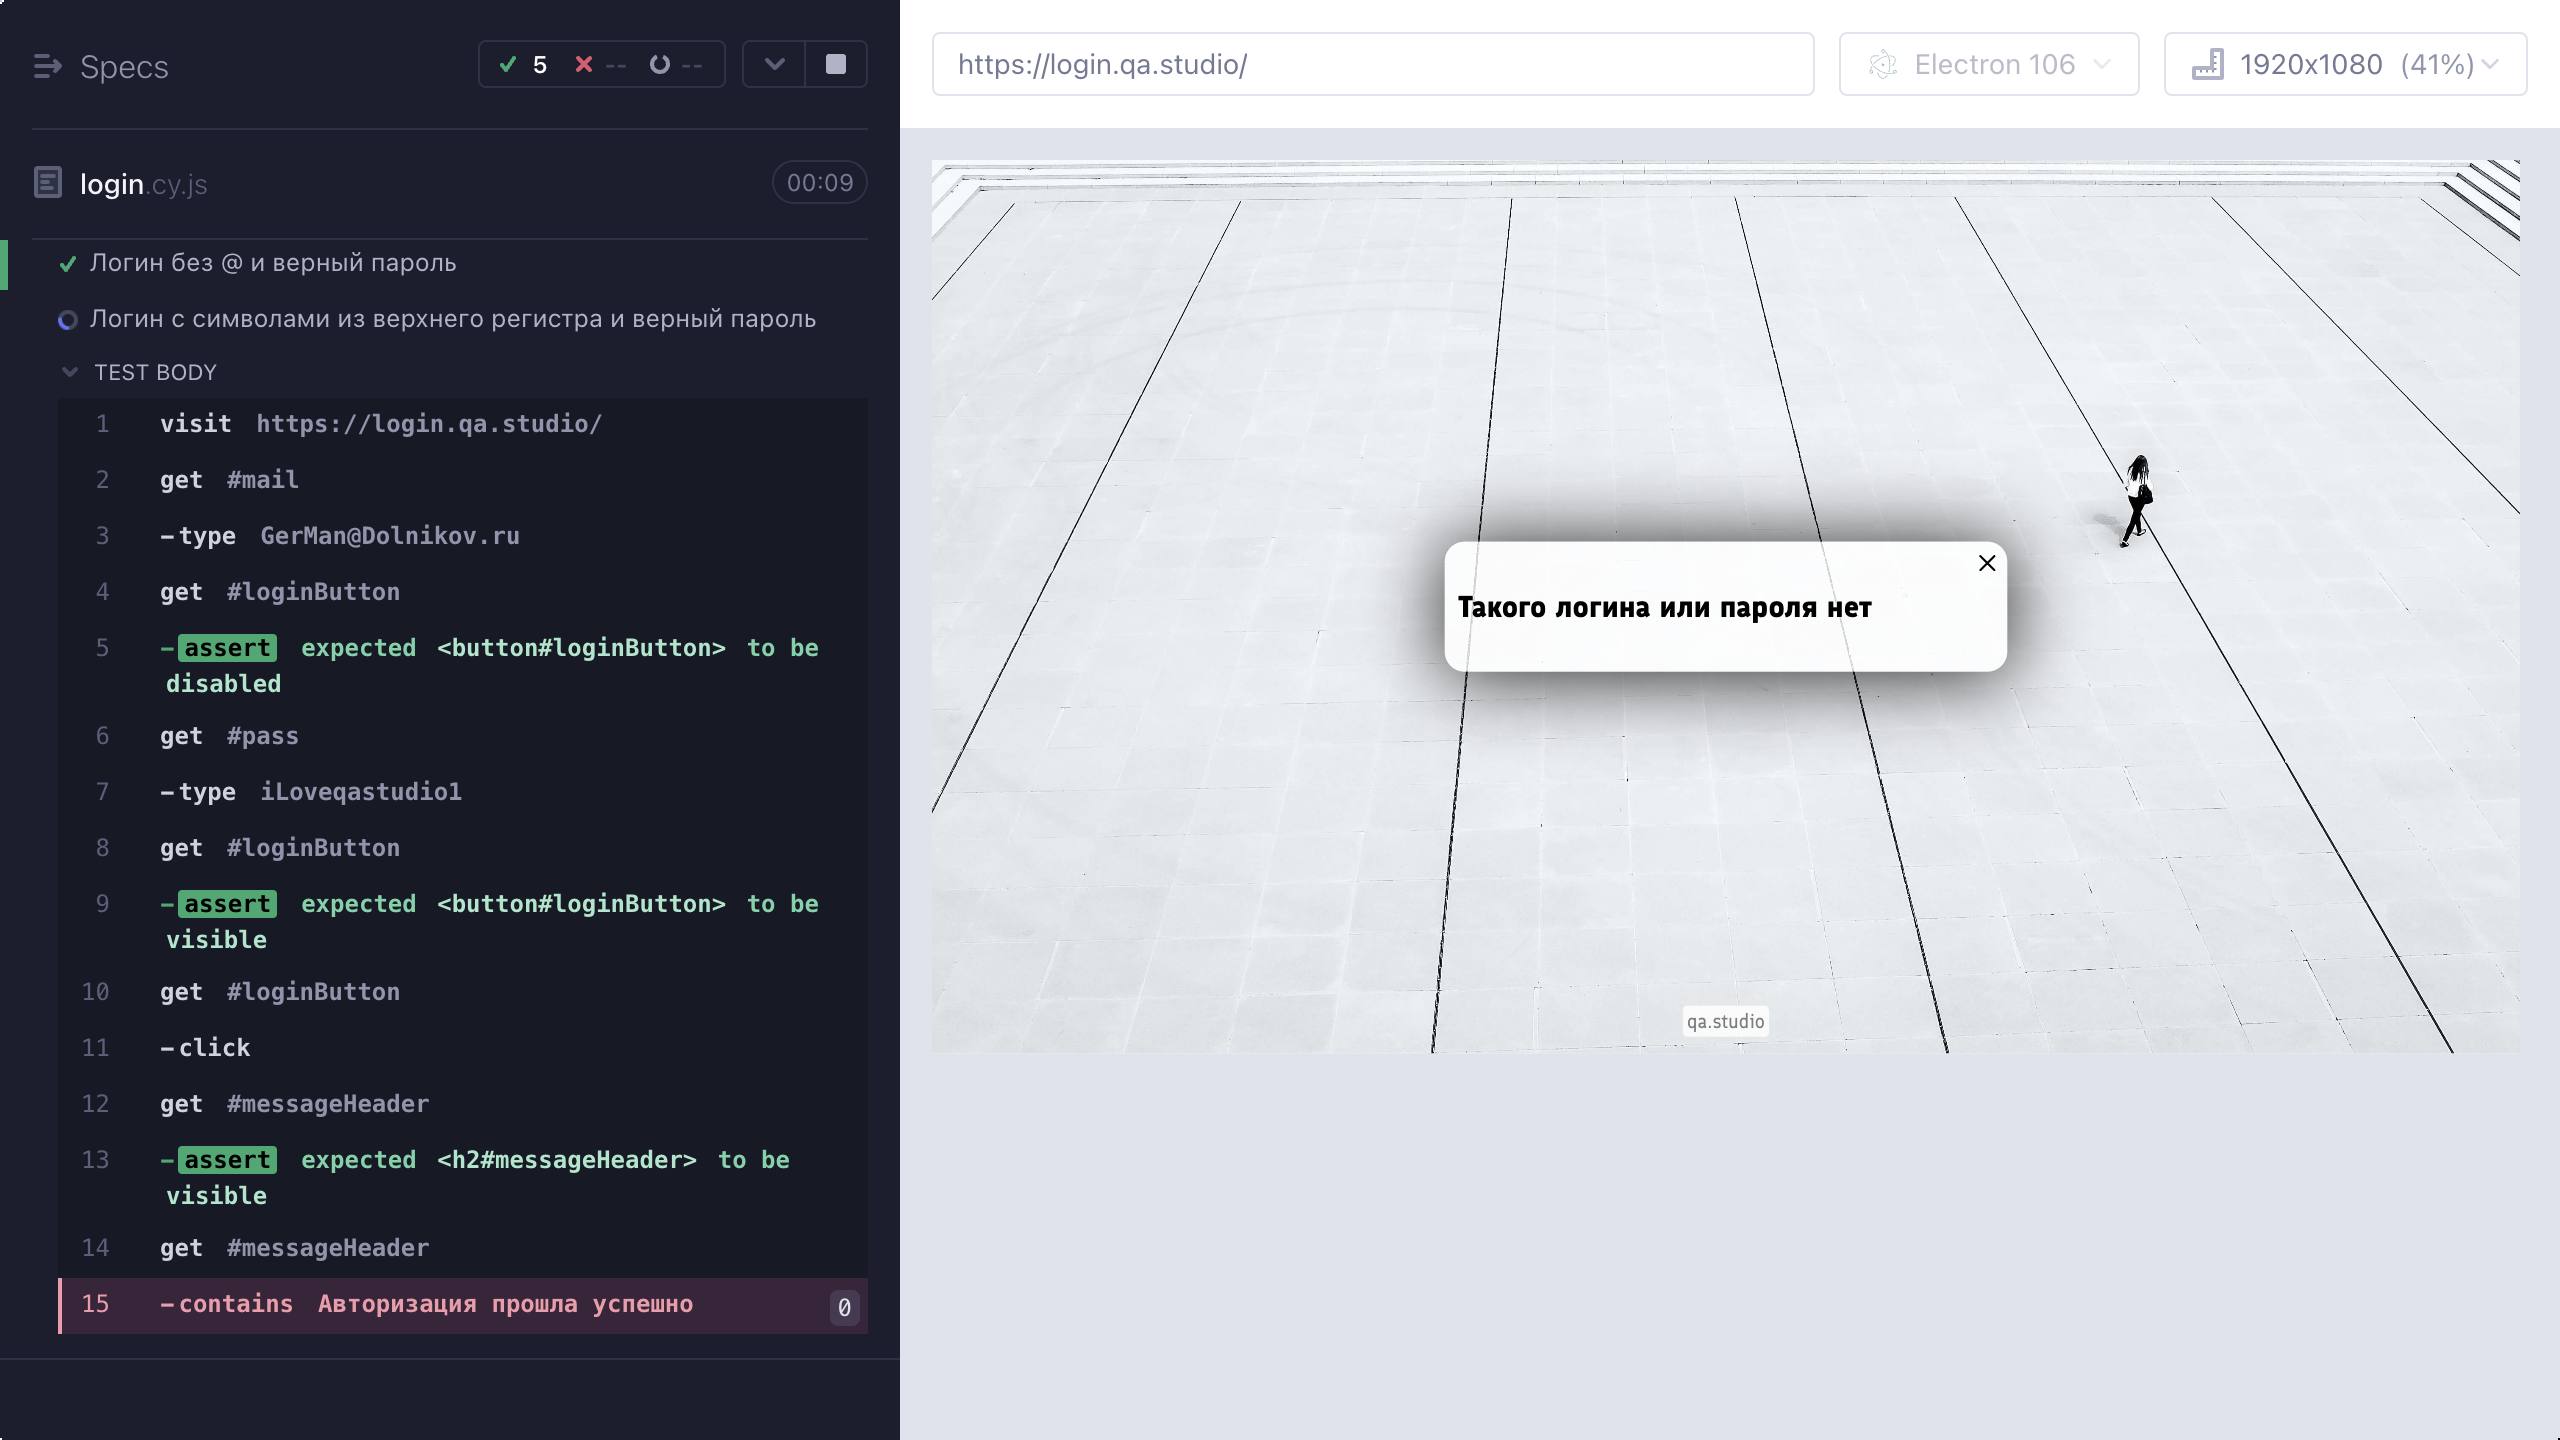 Specs
5 -- --
login.cy.js
00:09
Логин без @ и верный пароль
Логин с символами из верхнего регистра и верный пароль
TEST BODY
1 visit https://login.qa.studio/
2 get #mail
3 -type GerMan@Dolnikov.ru
4 get #loginButton
5 -assert expected <button#loginButton> to be
disabled
6 get #pass
7 -type iLoveqastudio1
8 get #loginButton
9 -assert expected <button#loginButton> to be
visible
10 get #loginButton
11 -click
12 get #messageHeader
13 -assert expected <h2#messageHeader> to be
visible
14 get #messageHeader
15 -contains Авторизация прошла успешно 0
https://login.qa.studio/
Electron 106
1920x1080 (41%)
Такого логина или пароля нет
qa.studio